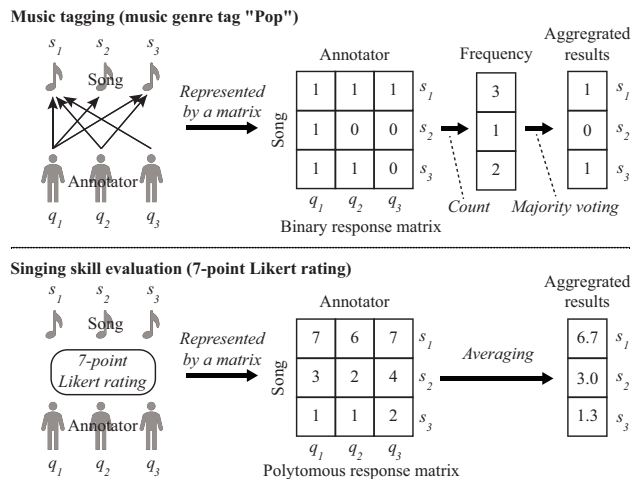 Music tagging (music genre tag "Pop")
s1 s2 s3
Song
Annotator
q1 q2 q3
Represented
by a matrix
Annotator
Song
1 1 1 s1
1 0 0 s2
1 1 0 s3
q1 q2 q3
Binary response matrix
Frequency
3
1
2
Count
Majority voting
Aggregrated
results
1 s1
0 s2
1 s3
Singing skill evaluation (7-point Likert rating)
s1 s2 s3
Song
7-point
Likert rating
Annotator
q1 q2 q3
Represented
by a matrix
Annotator
Song
7 6 7 s1
3 2 4 s2
1 1 2 s3
q1 q2 q3
Polytomous response matrix
Averaging
Aggregrated
results
6.7 s1
3.0 s2
1.3 s3